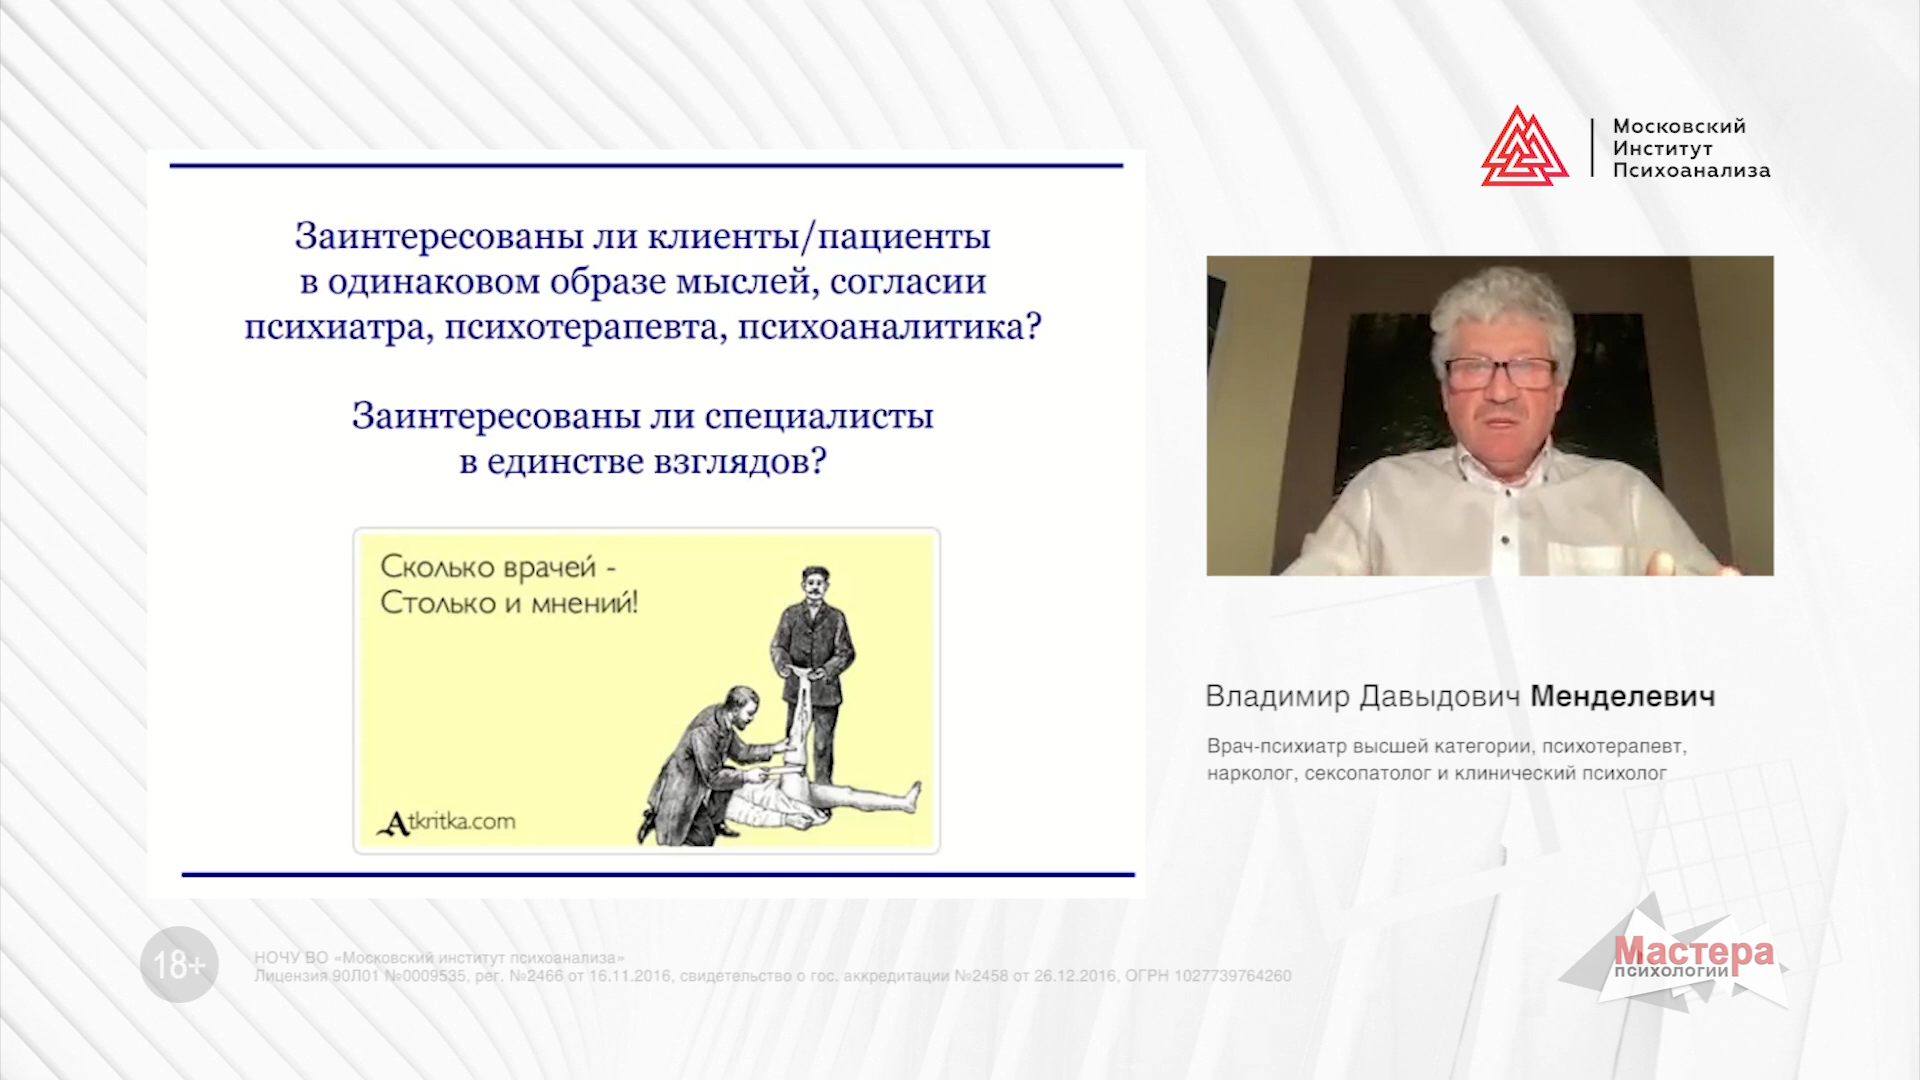 Московский
Институт
Психоанализа
Заинтересованы ли клиенты/пациенты
в одинаковом образе мыслей, согласии
психиатра, психотерапевта, психоаналитика?
Заинтересованы ли специалисты
в единстве взглядов?
Сколько врачей -
Столько и мнений!
Atkritka.com
Владимир Давыдович Менделевич
Врач-психиатр высшей категории, психотерапевт,
нарколог, сексопатолог и клинический психолог
18+
НОЧУ ВО «Московский институт психоанализа»
Лицензия 90Л01 №0009535, рег. №2466 от 16.11.2016, свидетельство о гос. аккредитации №2458 от 26.12.2016, ОГРН 1027739764260
Мастера
психологии